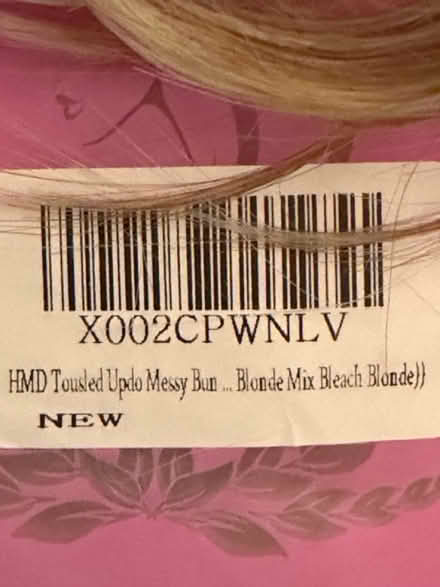 X002CPWNLV
HMD Tousled Updo Messy Bun ... Blonde Mix Bleach Blonde))
NEW